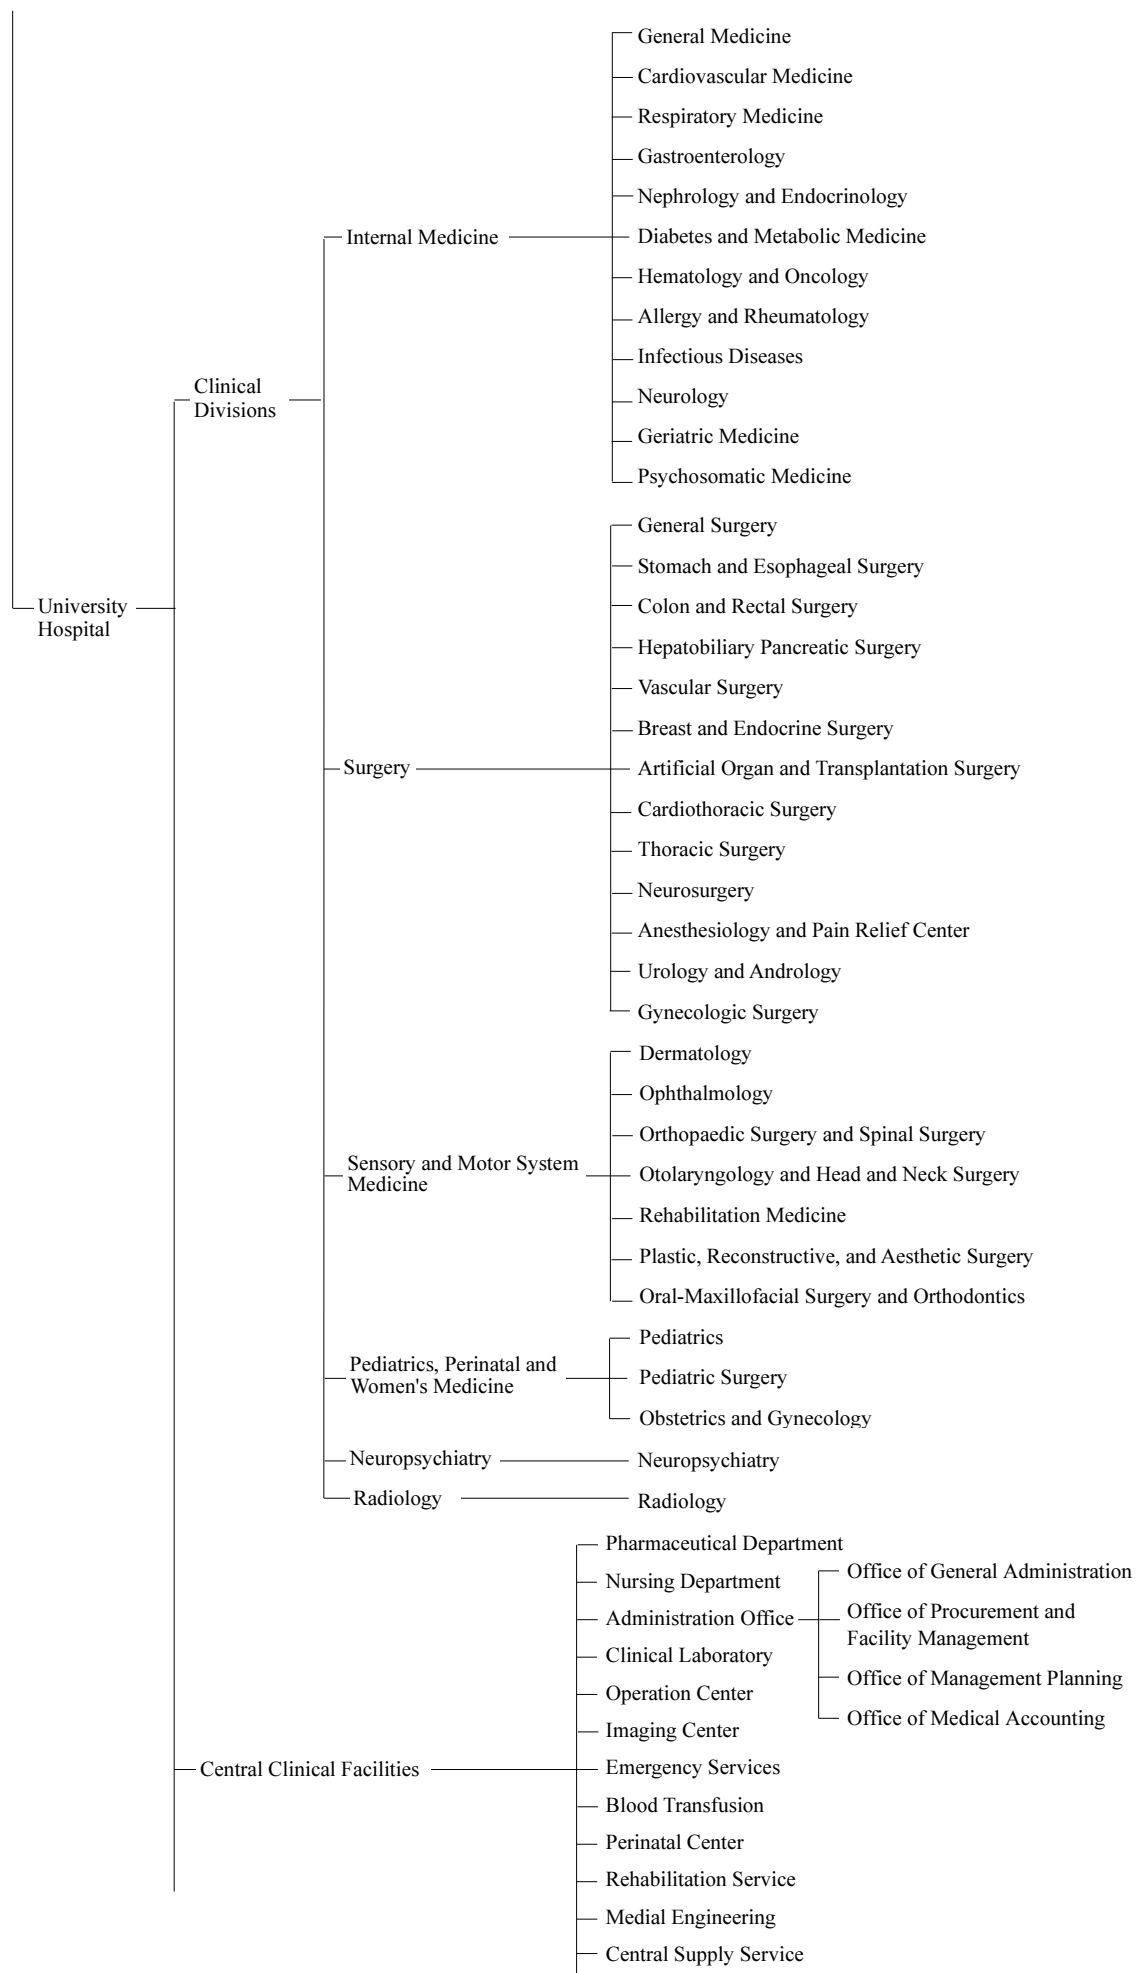 General Medicine
Cardiovascular Medicine
Respiratory Medicine
Gastroenterology
Nephrology and Endocrinology
Internal Medicine
Diabetes and Metabolic Medicine
Hematology and Oncology
Allergy and Rheumatology
Infectious Diseases
Clinical
Divisions
Neurology
Geriatric Medicine
Psychosomatic Medicine
General Surgery
Stomach and Esophageal Surgery
University
Hospital
Colon and Rectal Surgery
Hepatobiliary Pancreatic Surgery
Vascular Surgery
Breast and Endocrine Surgery
Surgery
Artificial Organ and Transplantation Surgery
Cardiothoracic Surgery
Thoracic Surgery
Neurosurgery
Anesthesiology and Pain Relief Center
Urology and Andrology
Gynecologic Surgery
Dermatology
Ophthalmology
Orthopaedic Surgery and Spinal Surgery
Sensory and Motor System
Medicine
Otolaryngology and Head and Neck Surgery
Rehabilitation Medicine
Plastic, Reconstructive, and Aesthetic Surgery
Oral-Maxillofacial Surgery and Orthodontics
Pediatrics
Pediatrics, Perinatal and
Women's Medicine
Pediatric Surgery
Obstetrics and Gynecology
Neuropsychiatry
Neuropsychiatry
Radiology
Radiology
Pharmaceutical Department
Nursing Department
Administration Office
Office of General Administration
Office of Procurement and
Facility Management
Office of Management Planning
Office of Medical Accounting
Clinical Laboratory
Operation Center
Imaging Center
Central Clinical Facilities
Emergency Services
Blood Transfusion
Perinatal Center
Rehabilitation Service
Medial Engineering
Central Supply Service